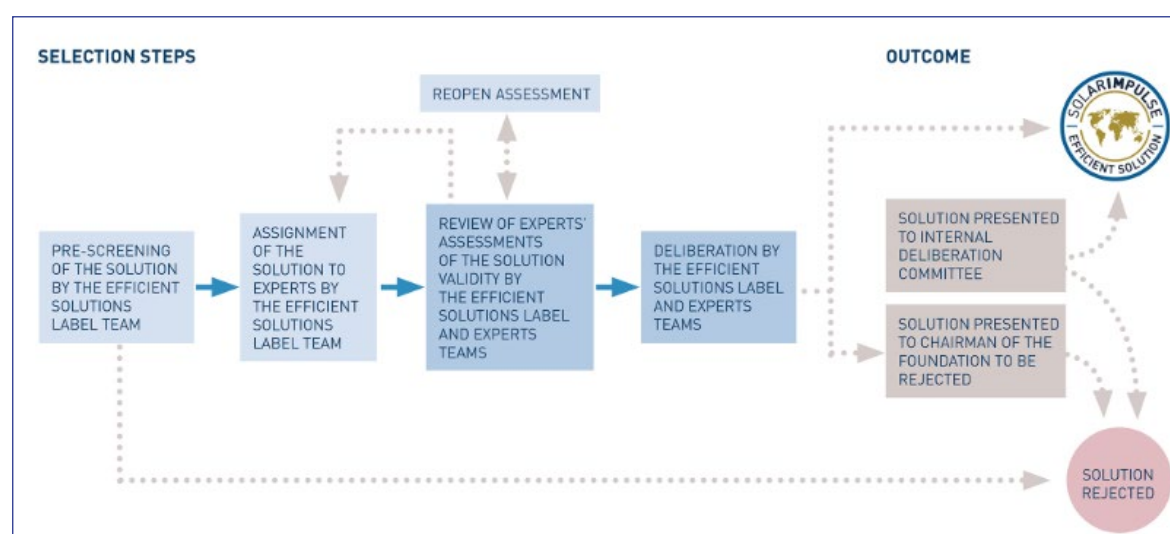 SELECTION STEPS
OUTCOME
REOPEN ASSESSMENT
SOLARIMPULSE
EFFICIENT SOLUTION
PRE-SCREENING
OF THE SOLUTION
BY THE EFFICIENT
SOLUTIONS
LABEL TEAM
ASSIGNMENT
OF THE
SOLUTION TO
EXPERTS BY
THE EFFICIENT
SOLUTIONS
LABEL TEAM
REVIEW OF EXPERTS'
ASSESSMENTS
OF THE SOLUTION
VALIDITY BY
THE EFFICIENT
SOLUTIONS LABEL
AND EXPERTS
TEAMS
DELIBERATION BY
THE EFFICIENT
SOLUTIONS LABEL
AND EXPERTS
TEAMS
SOLUTION PRESENTED
TO INTERNAL
DELIBERATION
COMMITTEE
SOLUTION PRESENTED
TO CHAIRMAN OF THE
FOUNDATION TO BE
REJECTED
SOLUTION
REJECTED